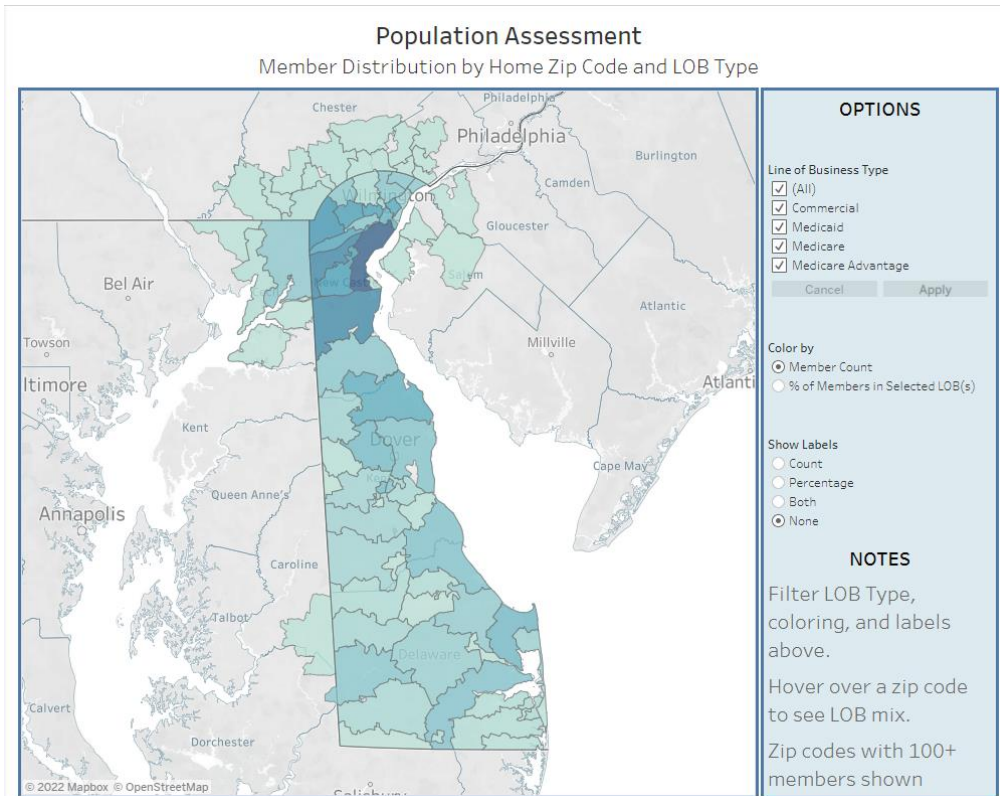 Population Assessment
Member Distribution by Home Zip Code and LOB Type
Chester
Philadelphia
Philadelphia
Burlington
Camden
Wilmington
Gloucester
Salem
Bel Air
New Castle
Atlantic
Towson
Millville
ltimore
Atlanti
Kent
Dover
Cape May
Queen Anne's
Annapolis
Caroline
Talbot
Delaware
Calvert
Dorchester
Salisbury
© 2022 Mapbox © OpenStreetMap
OPTIONS
Line of Business Type
(All)
Commercial
Medicaid
Medicare
Medicare Advantage
Cancel Apply
Color by
Member Count
% of Members in Selected LOB(s)
Show Labels
Count
Percentage
Both
None
NOTES
Filter LOB Type,
coloring, and labels
above.
Hover over a zip code
to see LOB mix.
Zip codes with 100+
members shown